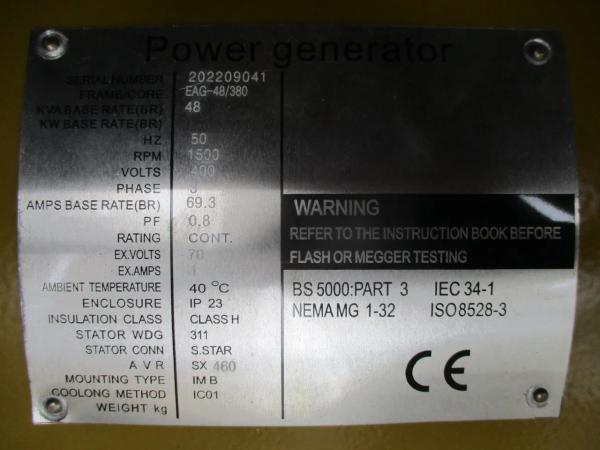 Power generator
SERIAL NUMBER 202209041
FRAME/CORE EAG-48/380
KVA BASE RATE(BR) 48
KW BASE RATE(BR)
HZ 50
RPM 1500
VOLTS 400
PHASE 3
AMPS BASE RATE(BR) 69.3
PF 0.8
RATING CONT.
EX.VOLTS 70
EX.AMPS 1
AMBIENT TEMPERATURE 40 °C
ENCLOSURE IP 23
INSULATION CLASS CLASS H
STATOR WDG 311
STATOR CONN S.STAR
A V R SX 460
MOUNTING TYPE IM B
COOLONG METHOD IC01
WEIGHT kg
WARNING
REFER TO THE INSTRUCTION BOOK BEFORE
FLASH OR MEGGER TESTING
BS 5000:PART 3 IEC 34-1
NEMA MG 1-32 ISO8528-3
CE